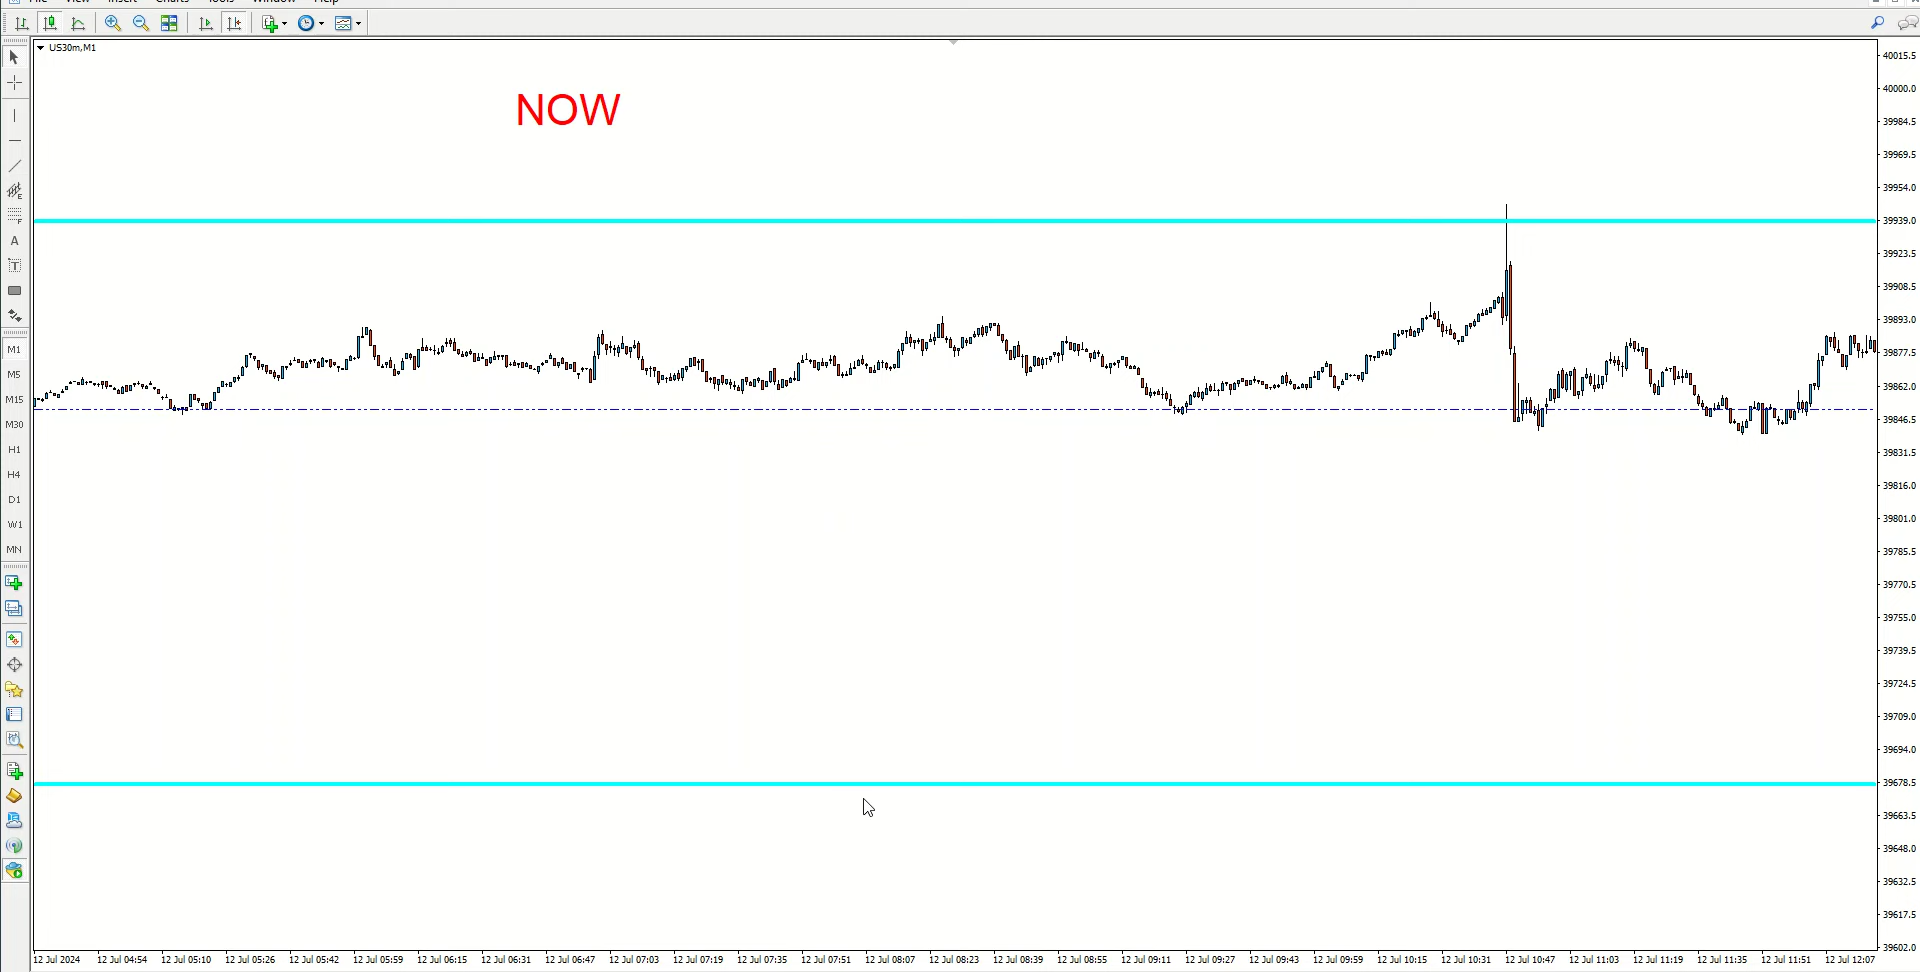 File View Insert Charts Tools Window Help
US30m,M1
NOW
A
T
M1
M5
M15
M30
H1
H4
D1
W1
MN
40015.5
40000.0
39984.5
39969.5
39954.0
39939.0
39923.5
39908.5
39893.0
39877.5
39862.0
39846.5
39831.5
39816.0
39801.0
39785.5
39770.5
39755.0
39739.5
39724.5
39709.0
39694.0
39678.5
39663.5
39648.0
39632.5
39617.5
39602.0
12 Jul 2024 12 Jul 04:54 12 Jul 05:10 12 Jul 05:26 12 Jul 05:42 12 Jul 05:59 12 Jul 06:15 12 Jul 06:31 12 Jul 06:47 12 Jul 07:03 12 Jul 07:19 12 Jul 07:35 12 Jul 07:51 12 Jul 08:07 12 Jul 08:23 12 Jul 08:39 12 Jul 08:55 12 Jul 09:11 12 Jul 09:27 12 Jul 09:43 12 Jul 09:59 12 Jul 10:15 12 Jul 10:31 12 Jul 10:47 12 Jul 11:03 12 Jul 11:19 12 Jul 11:35 12 Jul 11:51 12 Jul 12:07